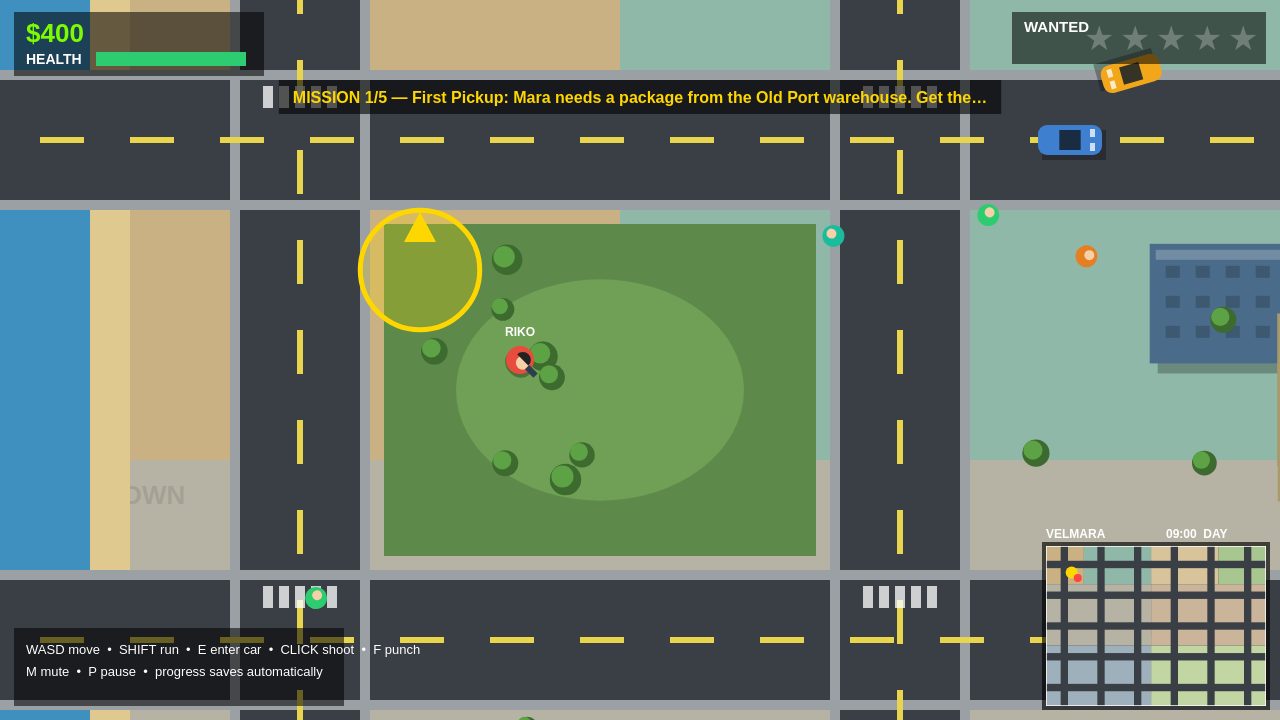 $400
HEALTH
WANTED
MISSION 1/5 — First Pickup: Mara needs a package from the Old Port warehouse. Get the…
RIKO
OWN
VELMARA 09:00 DAY
WASD move • SHIFT run • E enter car • CLICK shoot • F punch
M mute • P pause • progress saves automatically